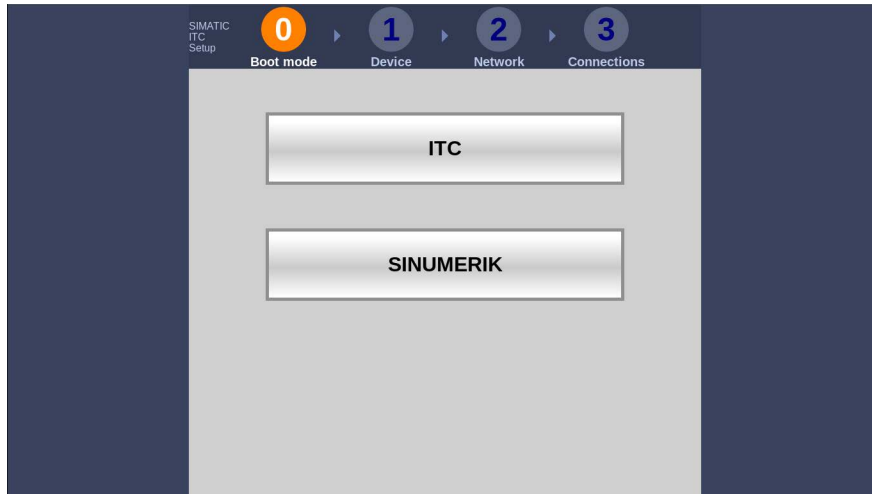 SIMATIC
ITC
Setup
0
1
2
3
Boot mode
Device
Network
Connections
ITC
SINUMERIK